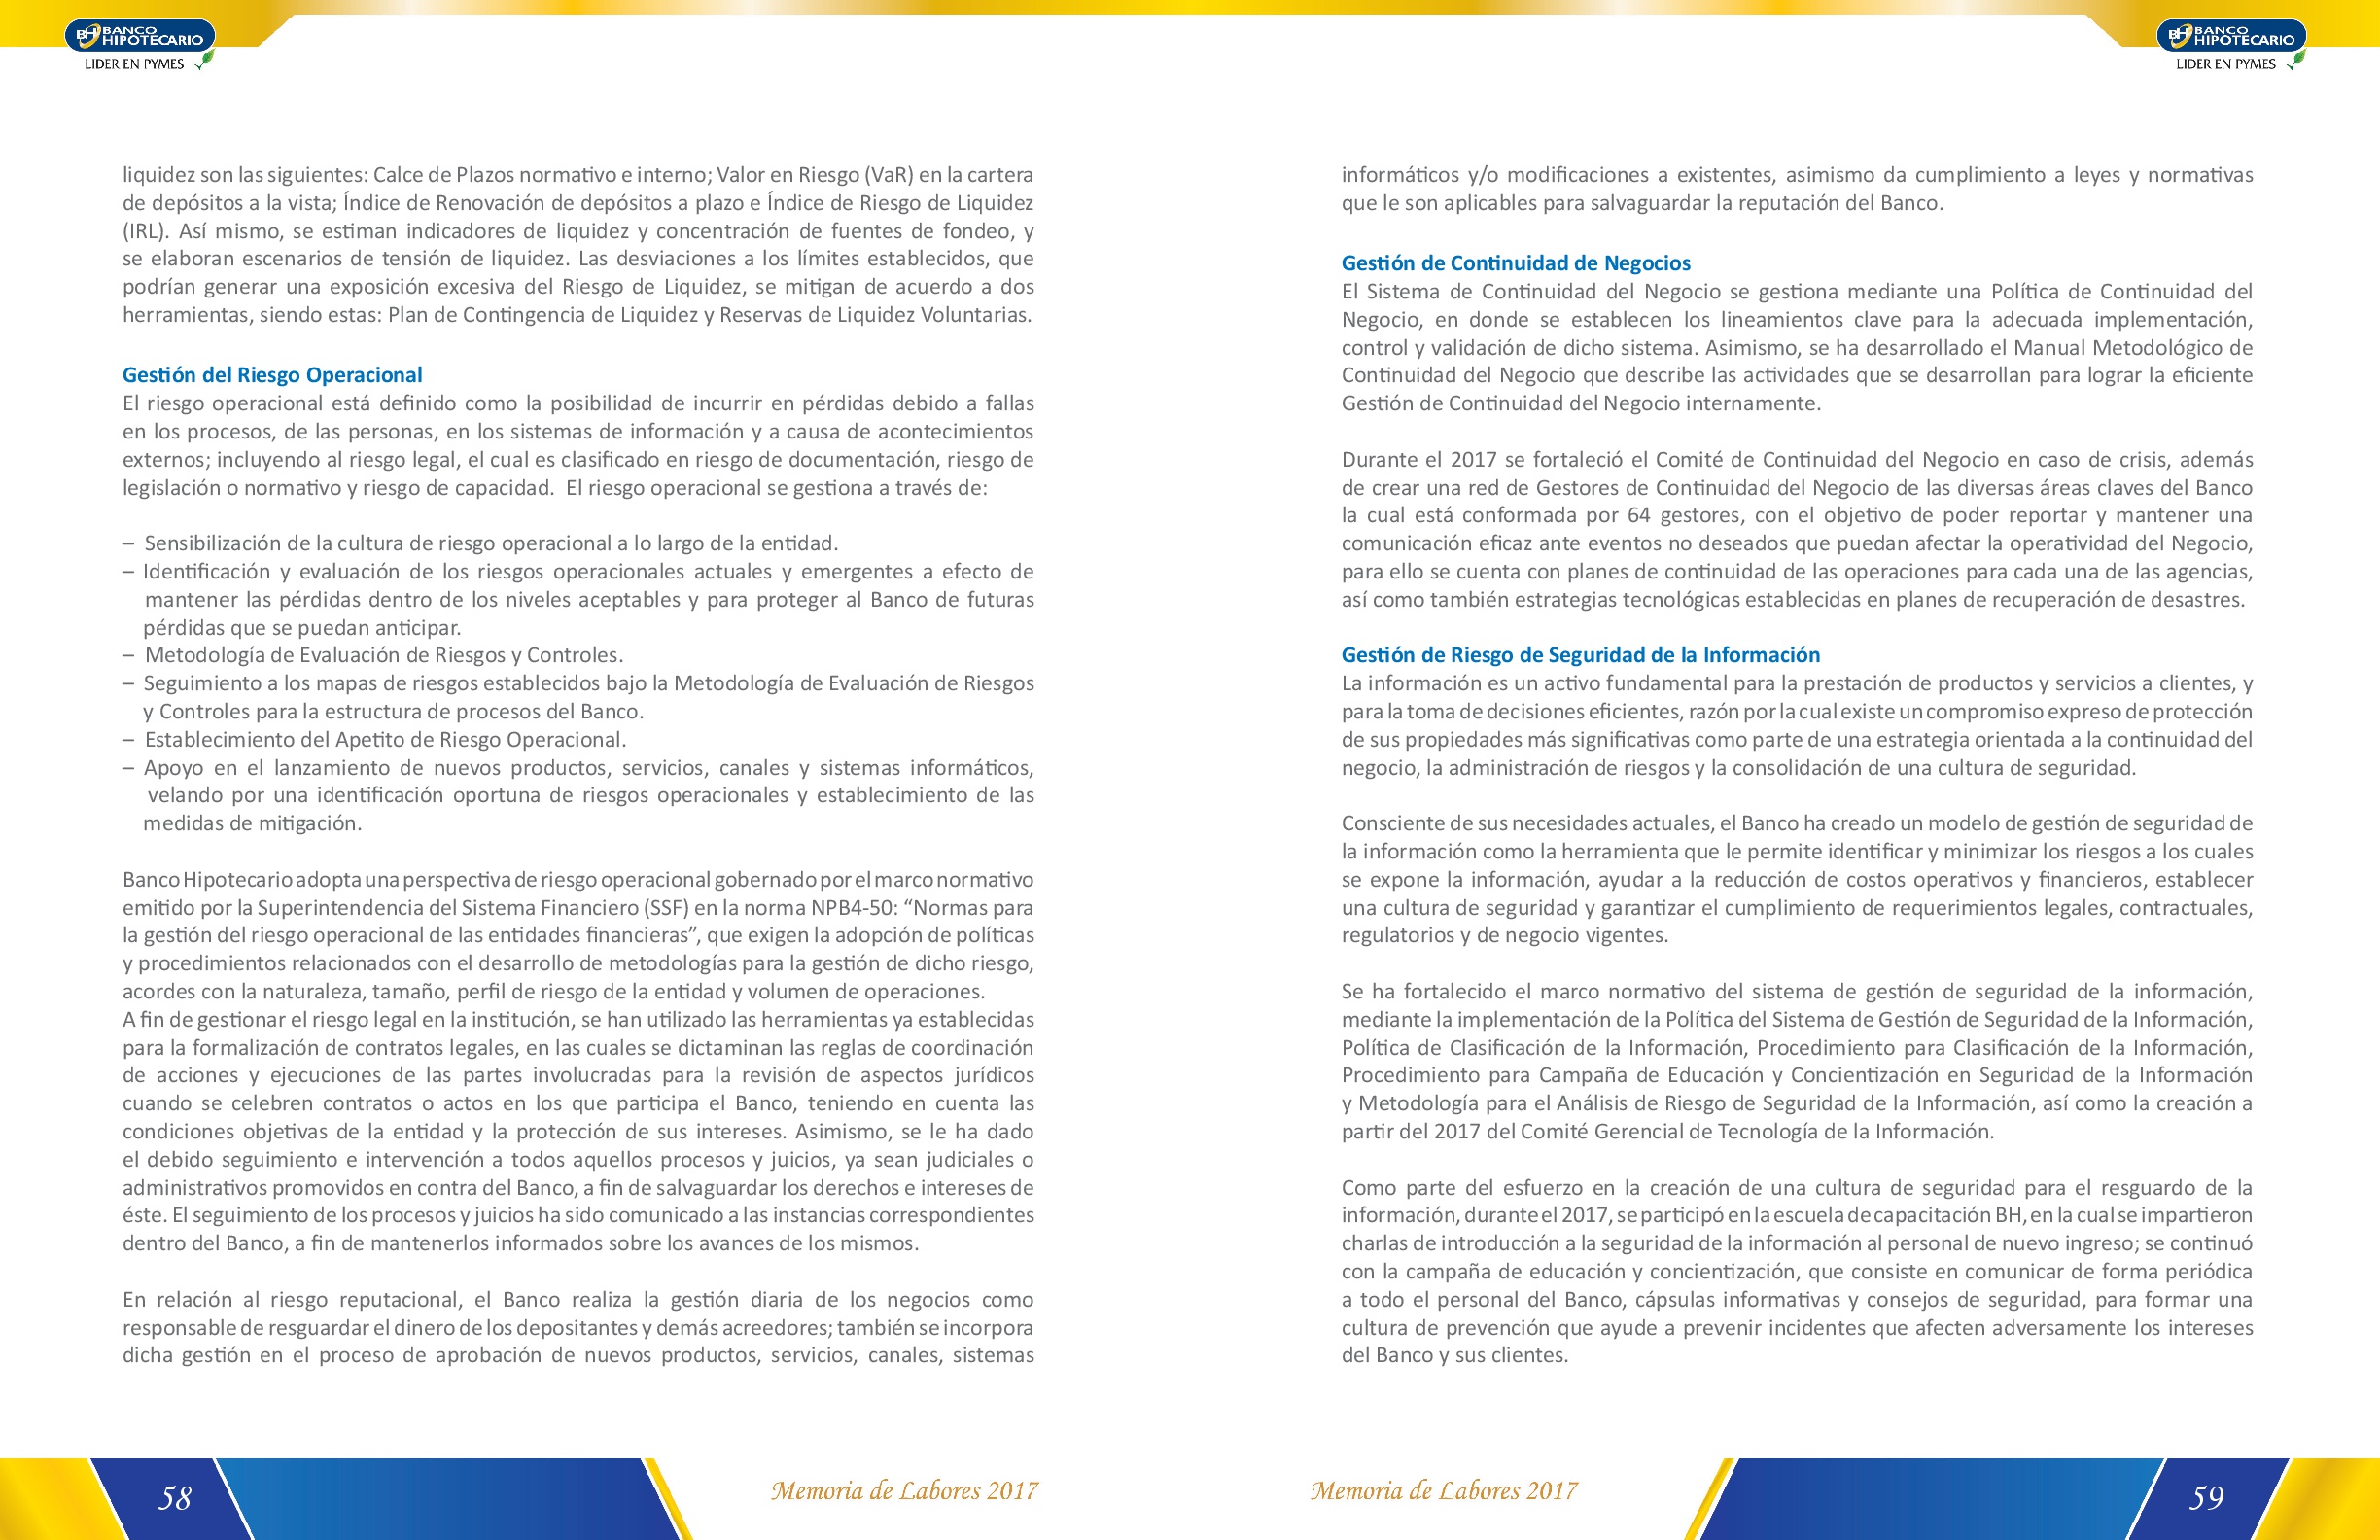 BH BANCO
HIPOTECARIO
LIDER EN PYMES
liquidez son las siguientes: Calce de Plazos normativo e interno; Valor en Riesgo (VaR) en la cartera
de depósitos a la vista; Índice de Renovación de depósitos a plazo e Índice de Riesgo de Liquidez
(IRL). Así mismo, se estiman indicadores de liquidez y concentración de fuentes de fondeo, y
se elaboran escenarios de tensión de liquidez. Las desviaciones a los límites establecidos, que
podrían generar una exposición excesiva del Riesgo de Liquidez, se mitigan de acuerdo a dos
herramientas, siendo estas: Plan de Contingencia de Liquidez y Reservas de Liquidez Voluntarias.
Gestión del Riesgo Operacional
El riesgo operacional está definido como la posibilidad de incurrir en pérdidas debido a fallas
en los procesos, de las personas, en los sistemas de información y a causa de acontecimientos
externos; incluyendo al riesgo legal, el cual es clasificado en riesgo de documentación, riesgo de
legislación o normativo y riesgo de capacidad. El riesgo operacional se gestiona a través de:
– Sensibilización de la cultura de riesgo operacional a lo largo de la entidad.
– Identificación y evaluación de los riesgos operacionales actuales y emergentes a efecto de
mantener las pérdidas dentro de los niveles aceptables y para proteger al Banco de futuras
pérdidas que se puedan anticipar.
– Metodología de Evaluación de Riesgos y Controles.
– Seguimiento a los mapas de riesgos establecidos bajo la Metodología de Evaluación de Riesgos
y Controles para la estructura de procesos del Banco.
– Establecimiento del Apetito de Riesgo Operacional.
– Apoyo en el lanzamiento de nuevos productos, servicios, canales y sistemas informáticos,
velando por una identificación oportuna de riesgos operacionales y establecimiento de las
medidas de mitigación.
Banco Hipotecario adopta una perspectiva de riesgo operacional gobernado por el marco normativo
emitido por la Superintendencia del Sistema Financiero (SSF) en la norma NPB4-50: “Normas para
la gestión del riesgo operacional de las entidades financieras”, que exigen la adopción de políticas
y procedimientos relacionados con el desarrollo de metodologías para la gestión de dicho riesgo,
acordes con la naturaleza, tamaño, perfil de riesgo de la entidad y volumen de operaciones.
A fin de gestionar el riesgo legal en la institución, se han utilizado las herramientas ya establecidas
para la formalización de contratos legales, en las cuales se dictaminan las reglas de coordinación
de acciones y ejecuciones de las partes involucradas para la revisión de aspectos jurídicos
cuando se celebren contratos o actos en los que participa el Banco, teniendo en cuenta las
condiciones objetivas de la entidad y la protección de sus intereses. Asimismo, se le ha dado
el debido seguimiento e intervención a todos aquellos procesos y juicios, ya sean judiciales o
administrativos promovidos en contra del Banco, a fin de salvaguardar los derechos e intereses de
éste. El seguimiento de los procesos y juicios ha sido comunicado a las instancias correspondientes
dentro del Banco, a fin de mantenerlos informados sobre los avances de los mismos.
En relación al riesgo reputacional, el Banco realiza la gestión diaria de los negocios como
responsable de resguardar el dinero de los depositantes y demás acreedores; también se incorpora
dicha gestión en el proceso de aprobación de nuevos productos, servicios, canales, sistemas
58
Memoria de Labores 2017
BH BANCO
HIPOTECARIO
LIDER EN PYMES
informáticos y/o modificaciones a existentes, asimismo da cumplimiento a leyes y normativas
que le son aplicables para salvaguardar la reputación del Banco.
Gestión de Continuidad de Negocios
El Sistema de Continuidad del Negocio se gestiona mediante una Política de Continuidad del
Negocio, en donde se establecen los lineamientos clave para la adecuada implementación,
control y validación de dicho sistema. Asimismo, se ha desarrollado el Manual Metodológico de
Continuidad del Negocio que describe las actividades que se desarrollan para lograr la eficiente
Gestión de Continuidad del Negocio internamente.
Durante el 2017 se fortaleció el Comité de Continuidad del Negocio en caso de crisis, además
de crear una red de Gestores de Continuidad del Negocio de las diversas áreas claves del Banco
la cual está conformada por 64 gestores, con el objetivo de poder reportar y mantener una
comunicación eficaz ante eventos no deseados que puedan afectar la operatividad del Negocio,
para ello se cuenta con planes de continuidad de las operaciones para cada una de las agencias,
así como también estrategias tecnológicas establecidas en planes de recuperación de desastres.
Gestión de Riesgo de Seguridad de la Información
La información es un activo fundamental para la prestación de productos y servicios a clientes, y
para la toma de decisiones eficientes, razón por la cual existe un compromiso expreso de protección
de sus propiedades más significativas como parte de una estrategia orientada a la continuidad del
negocio, la administración de riesgos y la consolidación de una cultura de seguridad.
Consciente de sus necesidades actuales, el Banco ha creado un modelo de gestión de seguridad de
la información como la herramienta que le permite identificar y minimizar los riesgos a los cuales
se expone la información, ayudar a la reducción de costos operativos y financieros, establecer
una cultura de seguridad y garantizar el cumplimiento de requerimientos legales, contractuales,
regulatorios y de negocio vigentes.
Se ha fortalecido el marco normativo del sistema de gestión de seguridad de la información,
mediante la implementación de la Política del Sistema de Gestión de Seguridad de la Información,
Política de Clasificación de la Información, Procedimiento para Clasificación de la Información,
Procedimiento para Campaña de Educación y Concientización en Seguridad de la Información
y Metodología para el Análisis de Riesgo de Seguridad de la Información, así como la creación a
partir del 2017 del Comité Gerencial de Tecnología de la Información.
Como parte del esfuerzo en la creación de una cultura de seguridad para el resguardo de la
información, durante el 2017, se participó en la escuela de capacitación BH, en la cual se impartieron
charlas de introducción a la seguridad de la información al personal de nuevo ingreso; se continuó
con la campaña de educación y concientización, que consiste en comunicar de forma periódica
a todo el personal del Banco, cápsulas informativas y consejos de seguridad, para formar una
cultura de prevención que ayude a prevenir incidentes que afecten adversamente los intereses
del Banco y sus clientes.
Memoria de Labores 2017
59